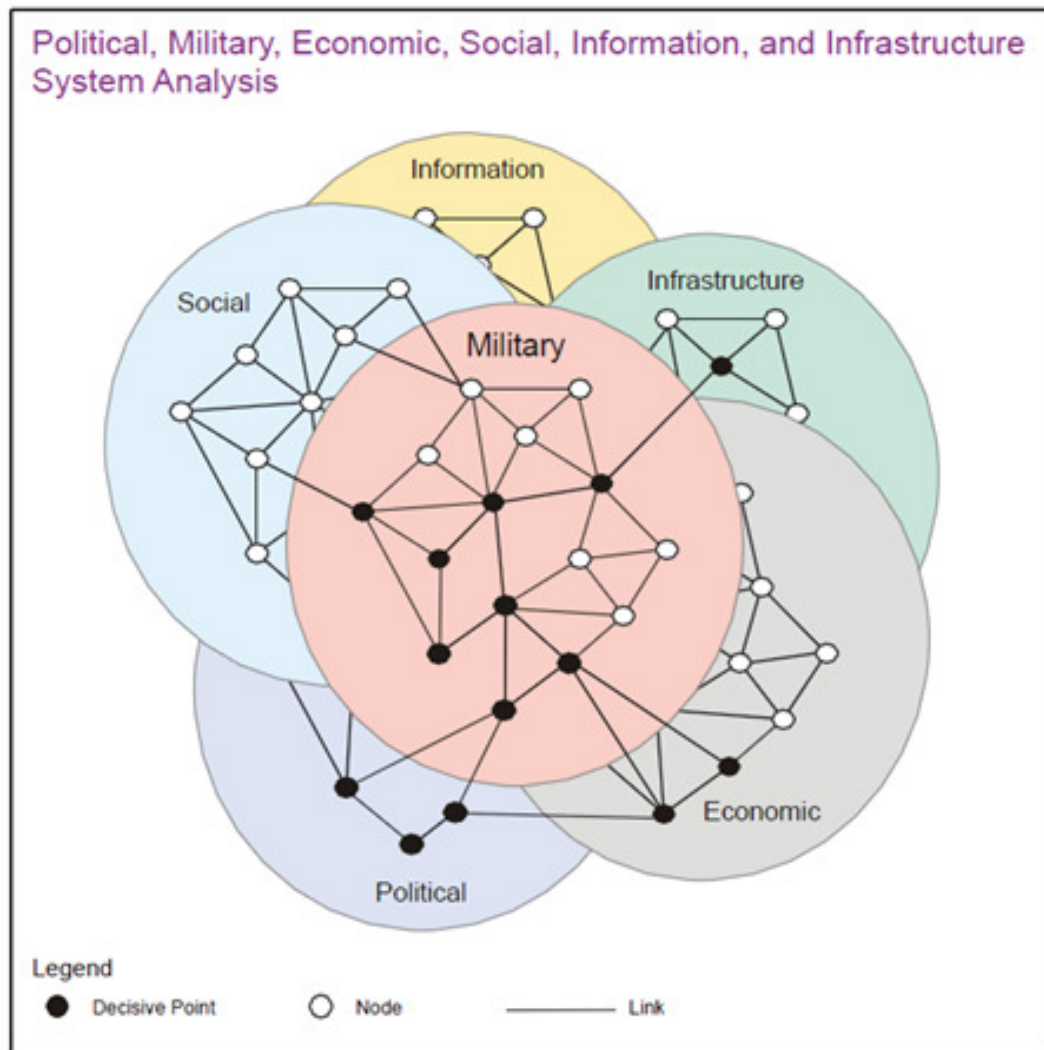 Political, Military, Economic, Social, Information, and Infrastructure
System Analysis
Information
Infrastructure
Social
Military
Economic
Political
Legend
Decisive Point
Node
Link